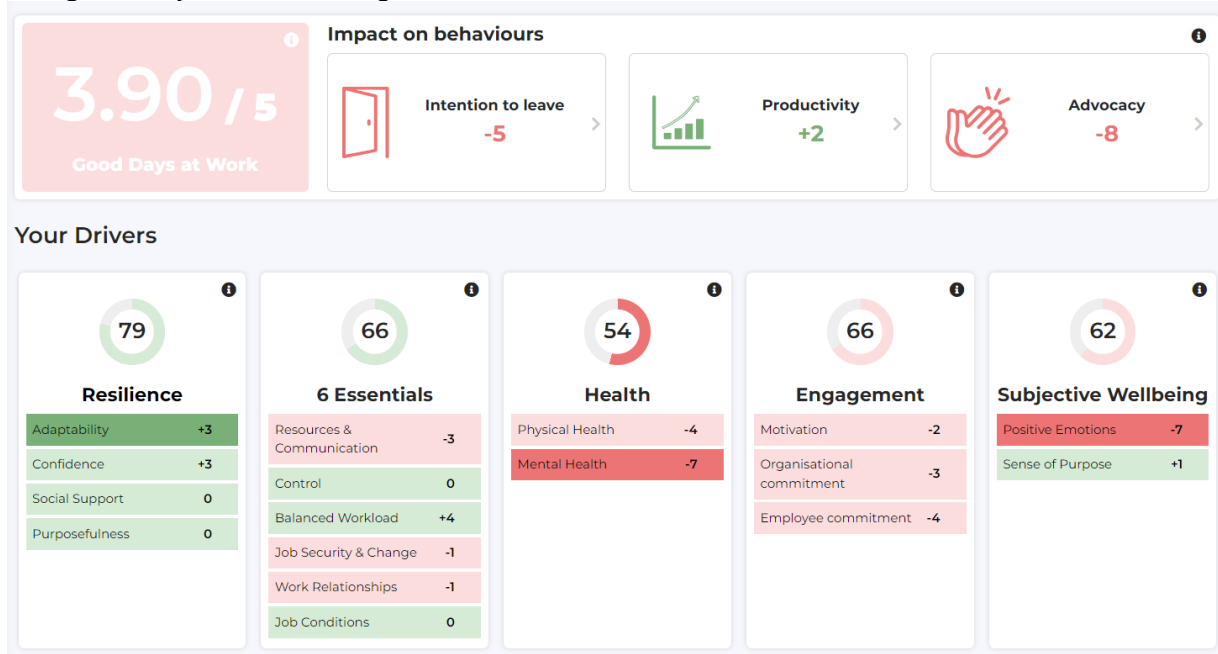 Impact on behaviours
3.90 / 5
Good Days at Work
Intention to leave
-5
Productivity
+2
Advocacy
-8
Your Drivers
79
Resilience
Adaptability +3
Confidence +3
Social Support 0
Purposefulness 0
66
6 Essentials
Resources &
Communication -3
Control 0
Balanced Workload +4
Job Security & Change -1
Work Relationships -1
Job Conditions 0
54
Health
Physical Health -4
Mental Health -7
66
Engagement
Motivation -2
Organisational
commitment -3
Employee commitment -4
62
Subjective Wellbeing
Positive Emotions -7
Sense of Purpose +1